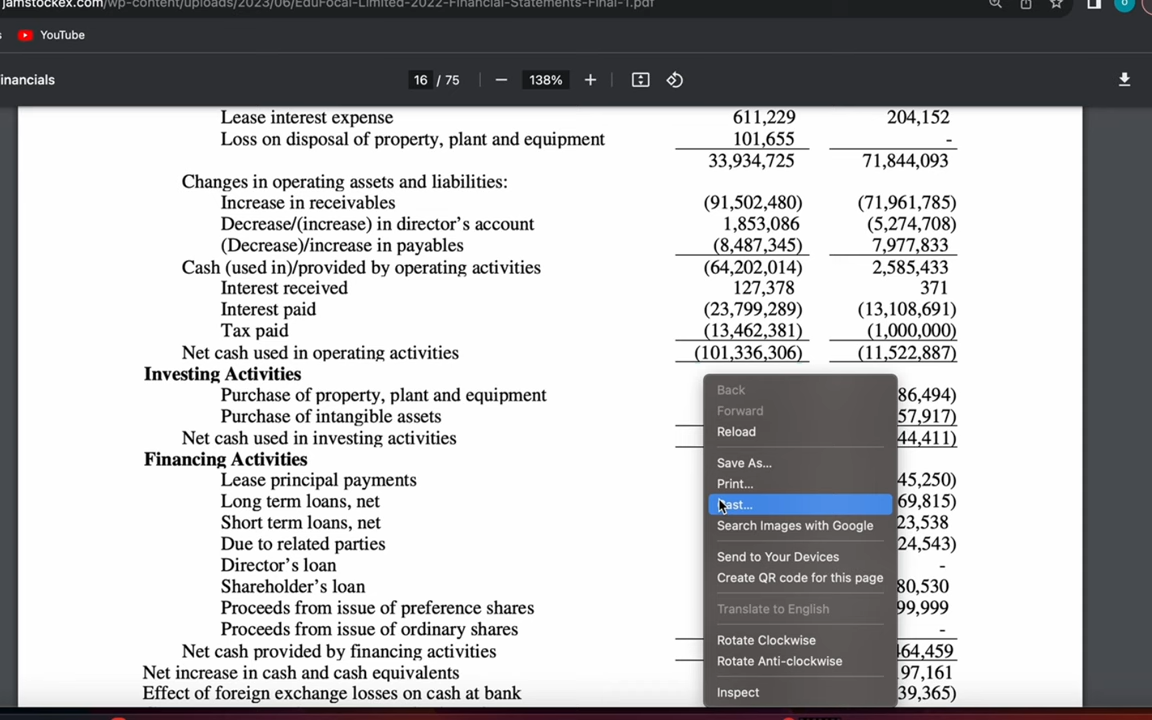 jamstockex.com/wp-content/uploads/2023/06/EduFocal-Limited-2022-Financial-Statements-Final-1.pdf
YouTube
inancials 16 / 75 138%
Lease interest expense 611,229 204,152
Loss on disposal of property, plant and equipment 101,655 -
33,934,725 71,844,093
Changes in operating assets and liabilities:
Increase in receivables (91,502,480) (71,961,785)
Decrease/(increase) in director's account 1,853,086 (5,274,708)
(Decrease)/increase in payables (8,487,345) 7,977,833
Cash (used in)/provided by operating activities (64,202,014) 2,585,433
Interest received 127,378 371
Interest paid (23,799,289) (13,108,691)
Tax paid (13,462,381) (1,000,000)
Net cash used in operating activities (101,336,306) (11,522,887)
Investing Activities
Purchase of property, plant and equipment 86,494)
Purchase of intangible assets 57,917)
Net cash used in investing activities 44,411)
Financing Activities
Lease principal payments 45,250)
Long term loans, net 69,815)
Short term loans, net 23,538
Due to related parties 24,543)
Director's loan -
Shareholder's loan 80,530
Proceeds from issue of preference shares 99,999
Proceeds from issue of ordinary shares -
Net cash provided by financing activities 464,459
Net increase in cash and cash equivalents 97,161
Effect of foreign exchange losses on cash at bank 39,365)
Back
Forward
Reload
Save As...
Print...
Cast...
Search Images with Google
Send to Your Devices
Create QR code for this page
Translate to English
Rotate Clockwise
Rotate Anti-clockwise
Inspect